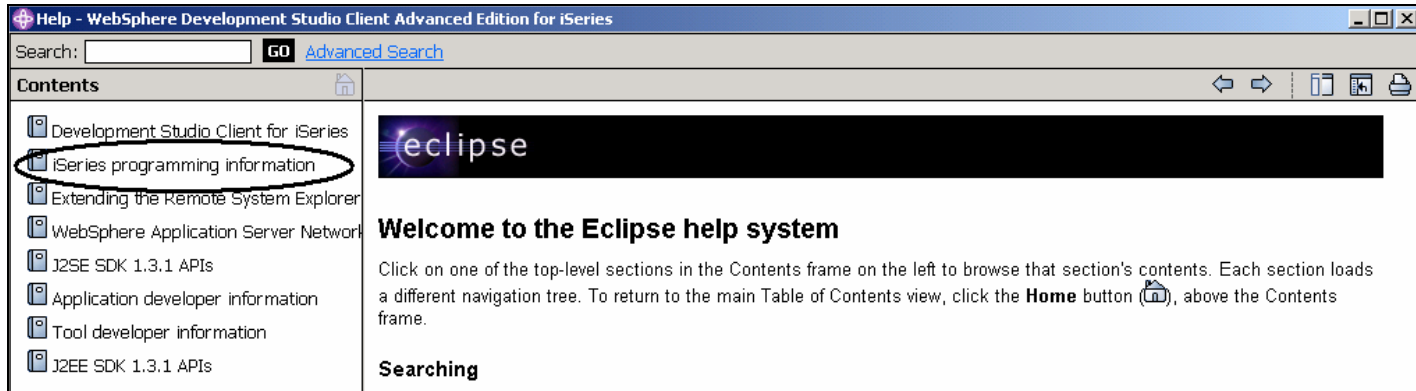 Help - WebSphere Development Studio Client Advanced Edition for iSeries
Search: GO Advanced Search
Contents
Development Studio Client for iSeries
iSeries programming information
Extending the Remote System Explorer
WebSphere Application Server Network
J2SE SDK 1.3.1 APIs
Application developer information
Tool developer information
J2EE SDK 1.3.1 APIs
eclipse
Welcome to the Eclipse help system
Click on one of the top-level sections in the Contents frame on the left to browse that section's contents. Each section loads
a different navigation tree. To return to the main Table of Contents view, click the Home button (), above the Contents
frame.
Searching